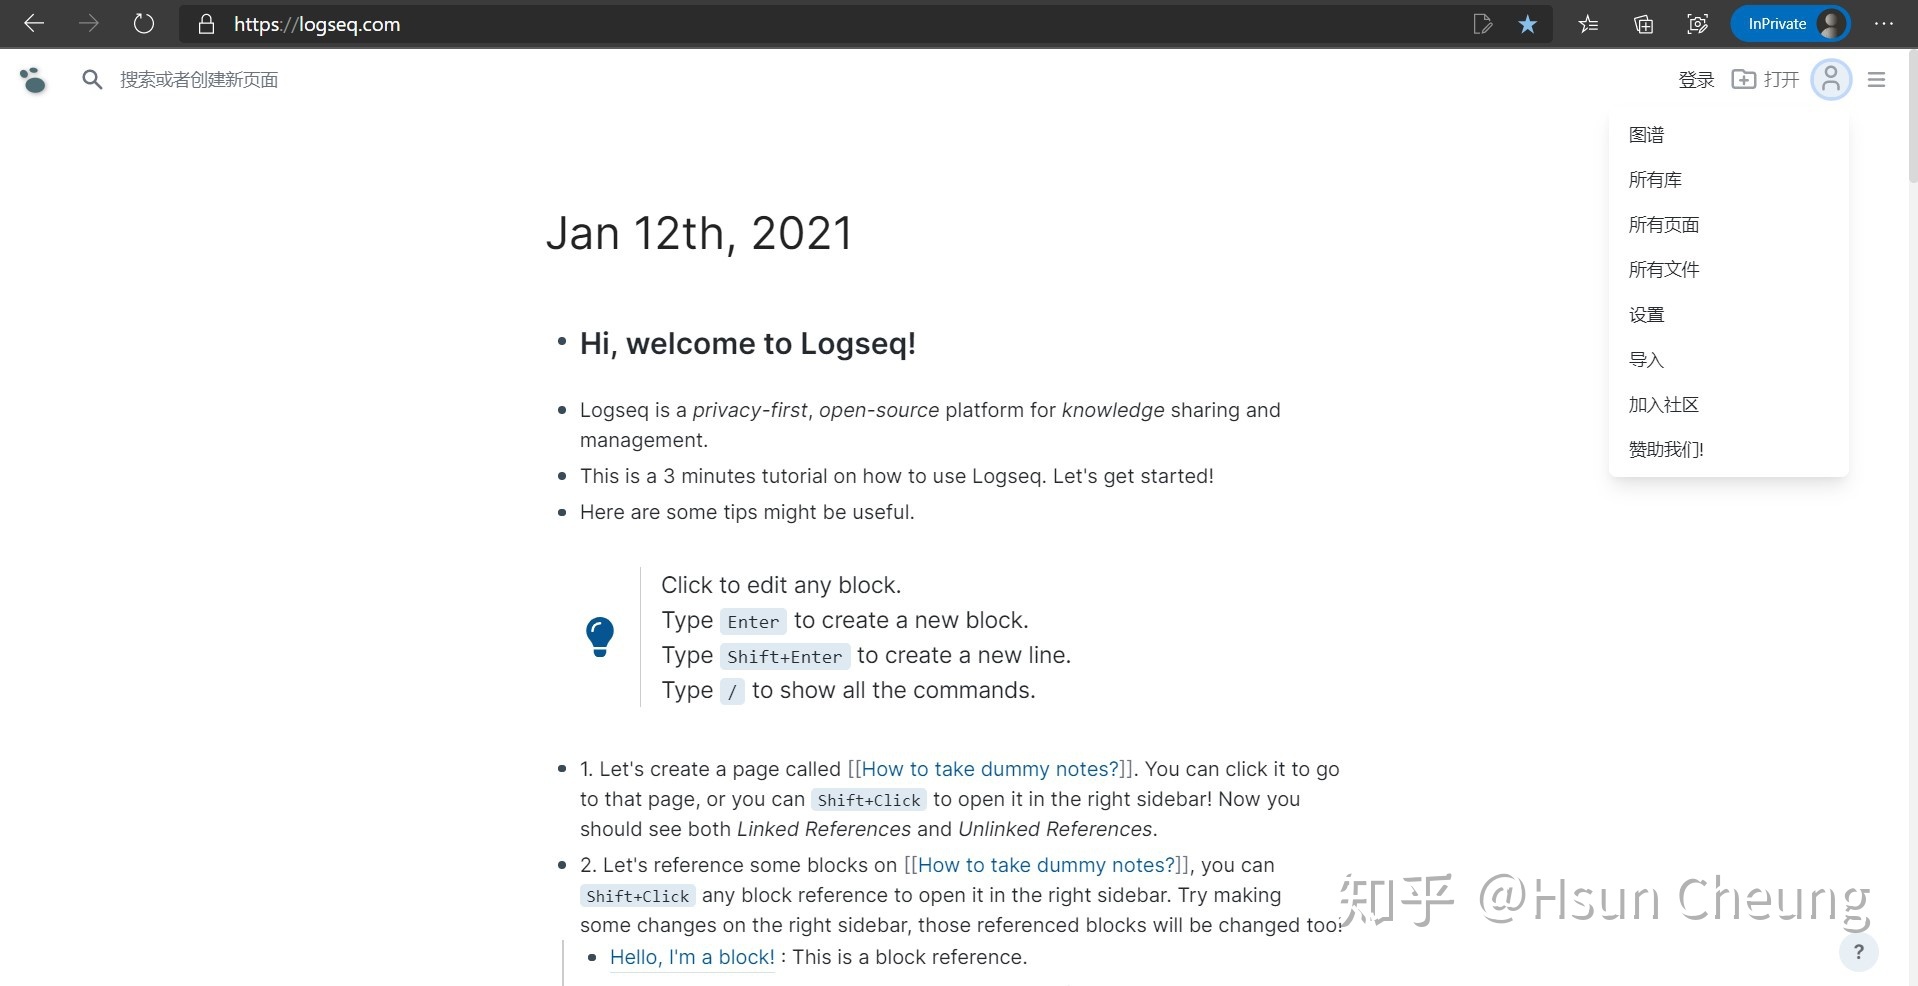 https://logseq.com
InPrivate
搜索或者创建新页面
登录
打开
图谱
所有库
所有页面
所有文件
设置
导入
加入社区
赞助我们!
Jan 12th, 2021
Hi, welcome to Logseq!
Logseq is a privacy-first, open-source platform for knowledge sharing and
management.
This is a 3 minutes tutorial on how to use Logseq. Let's get started!
Here are some tips might be useful.
Click to edit any block.
Type Enter to create a new block.
Type Shift+Enter to create a new line.
Type / to show all the commands.
1. Let's create a page called [[How to take dummy notes?]]. You can click it to go
to that page, or you can Shift+Click to open it in the right sidebar! Now you
should see both Linked References and Unlinked References.
2. Let's reference some blocks on [[How to take dummy notes?]], you can
Shift+Click any block reference to open it in the right sidebar. Try making
some changes on the right sidebar, those referenced blocks will be changed too!
Hello, I'm a block! : This is a block reference.
知乎 @Hsun Cheung
?